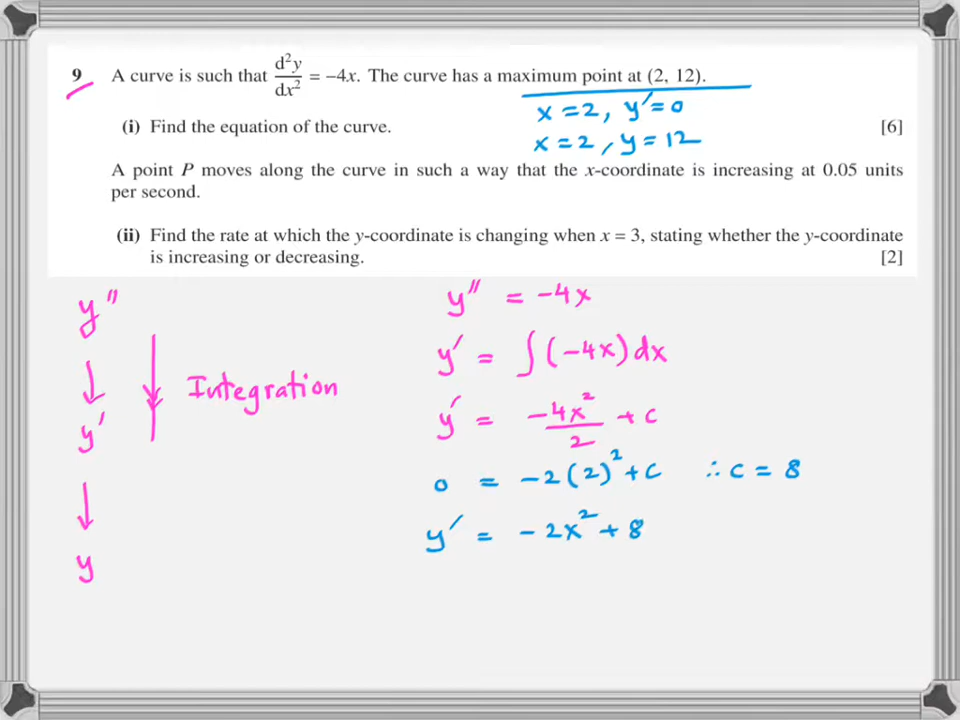 9 A curve is such that d²y/dx² = −4x. The curve has a maximum point at (2, 12).
x = 2, y′ = 0
(i) Find the equation of the curve. [6]
x = 2, y = 12
A point P moves along the curve in such a way that the x-coordinate is increasing at 0.05 units
per second.
(ii) Find the rate at which the y-coordinate is changing when x = 3, stating whether the y-coordinate
is increasing or decreasing. [2]
y″
↓
y′
↓
y
Integration
y″ = −4x
y′ = ∫(−4x)dx
y′ = −4x²/2 + c
0 = −2(2)² + c ∴ c = 8
y′ = −2x² + 8